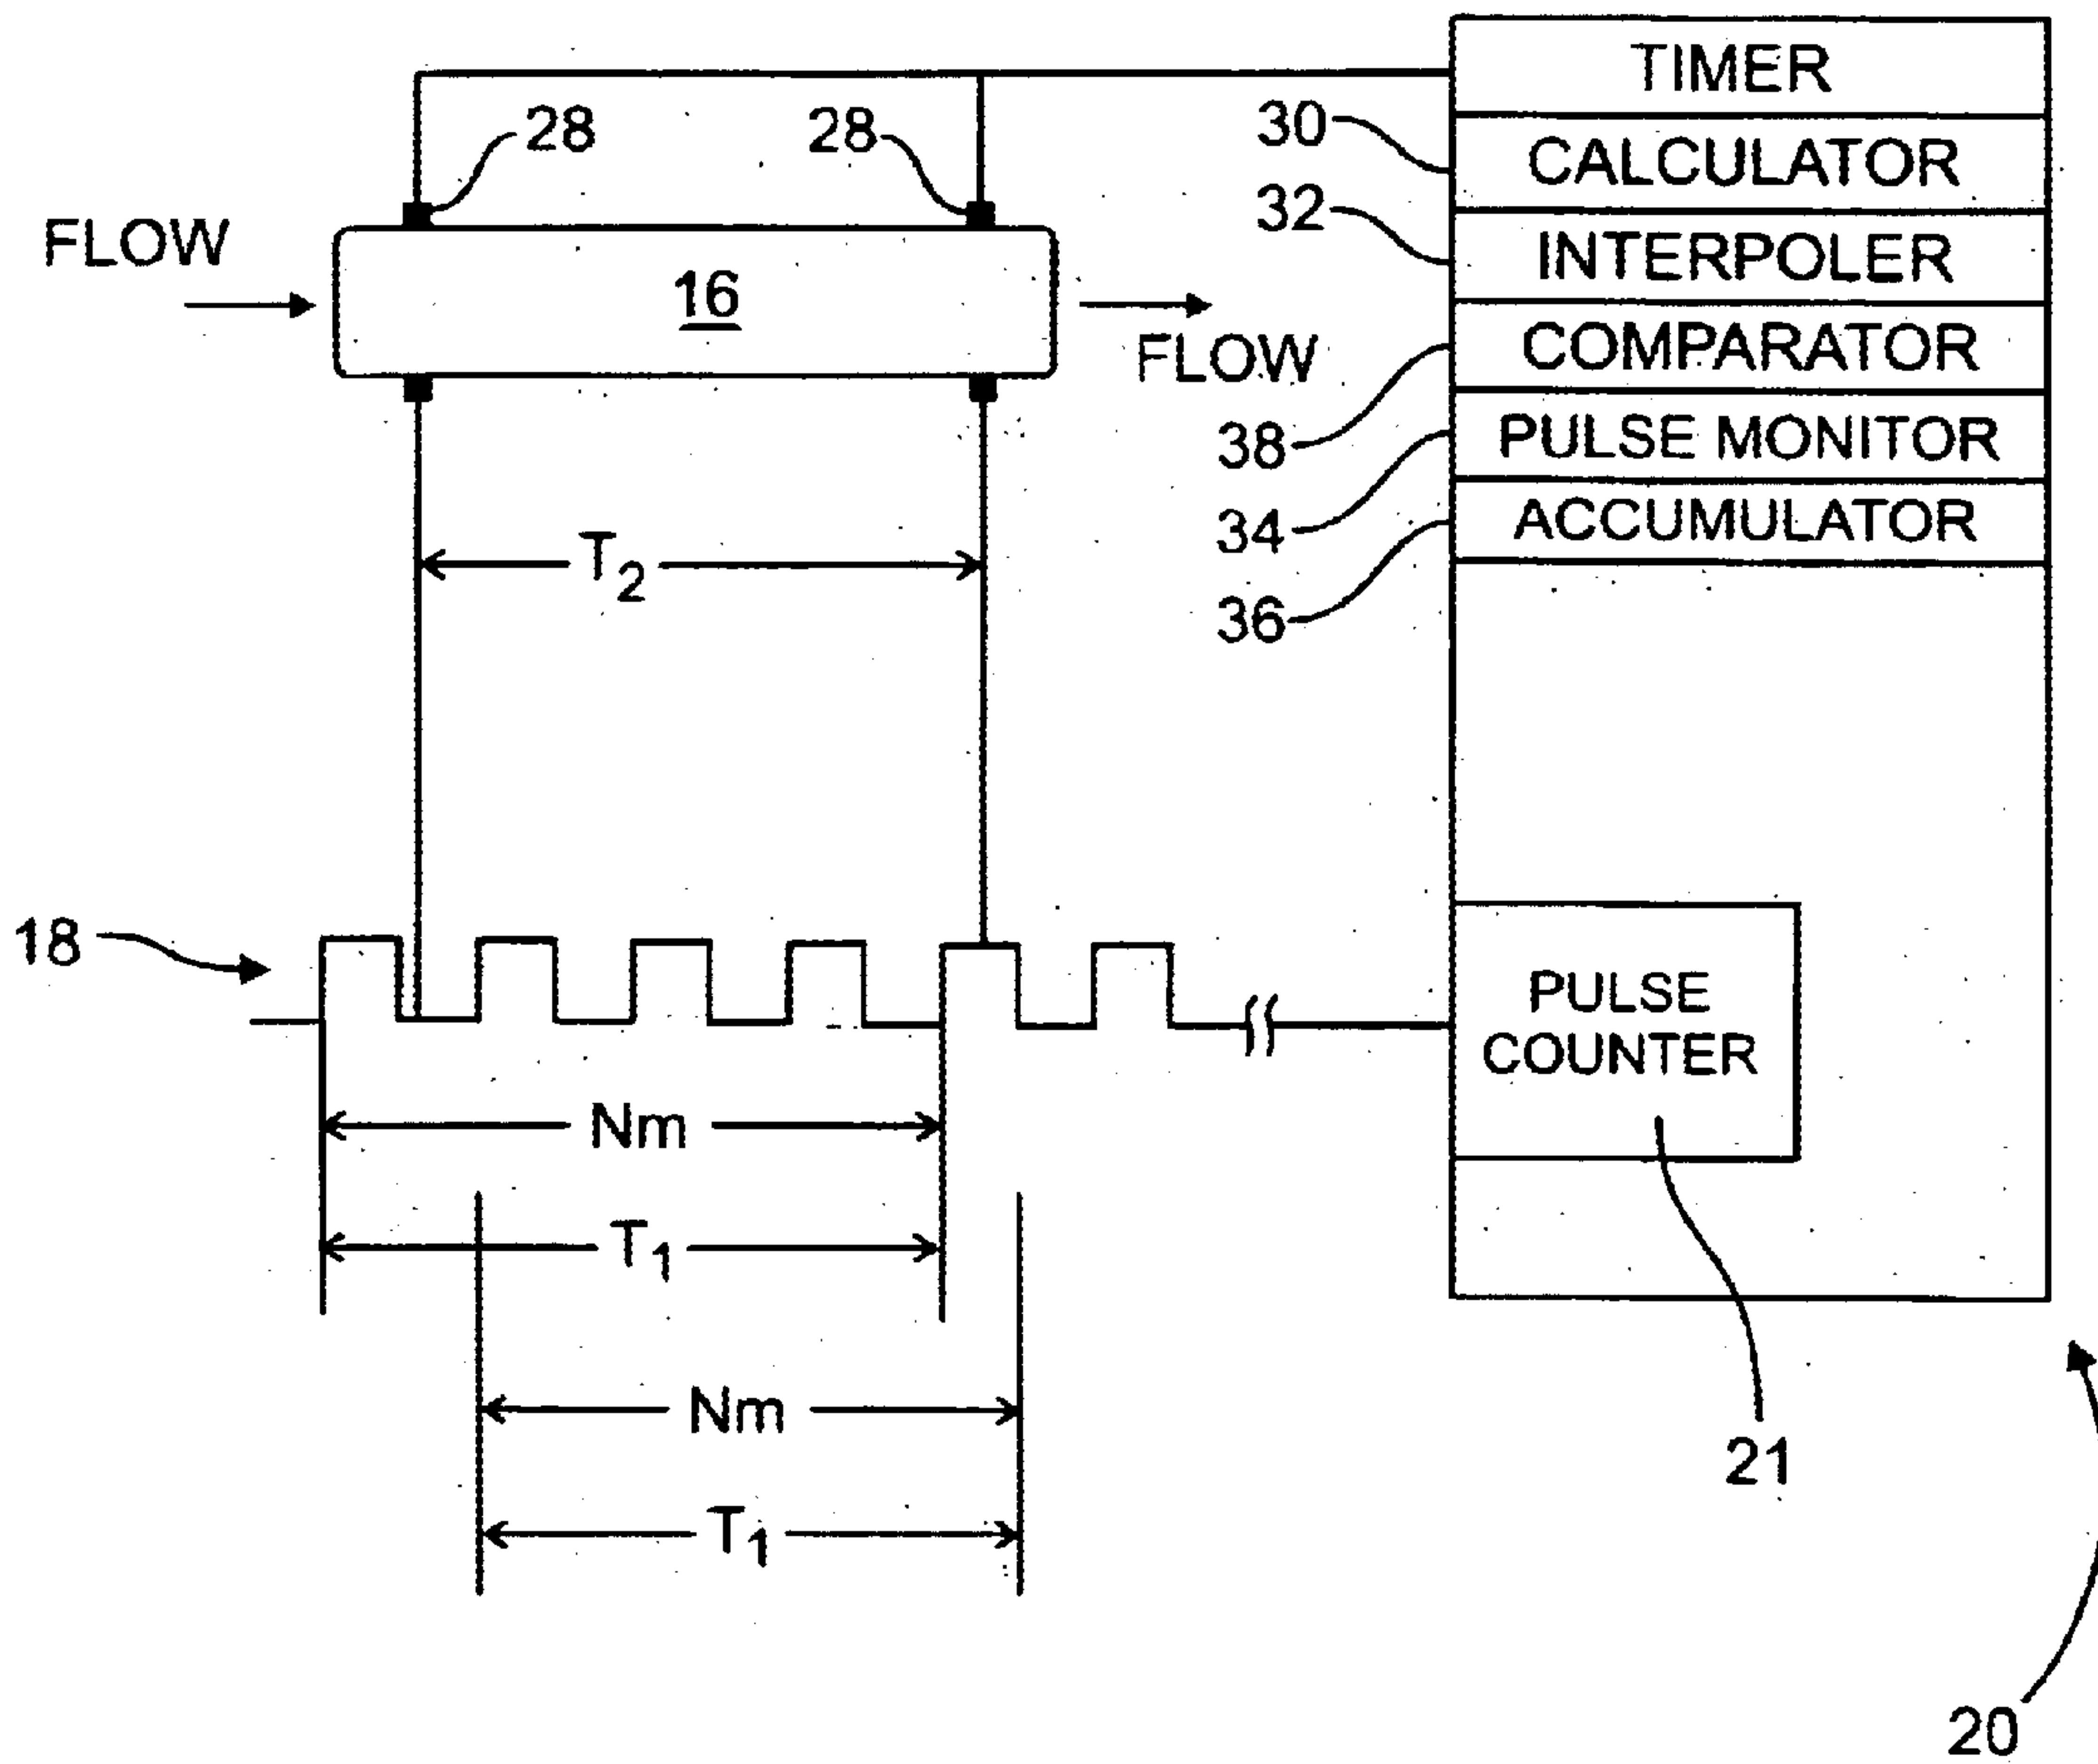 TIMER
28
28
30
CALCULATOR
32
FLOW
INTERPOLER
16
COMPARATOR
FLOW
38
PULSE MONITOR
34
ACCUMULATOR
T2
36
18
PULSE
COUNTER
Nm
T1
Nm
21
T1
20